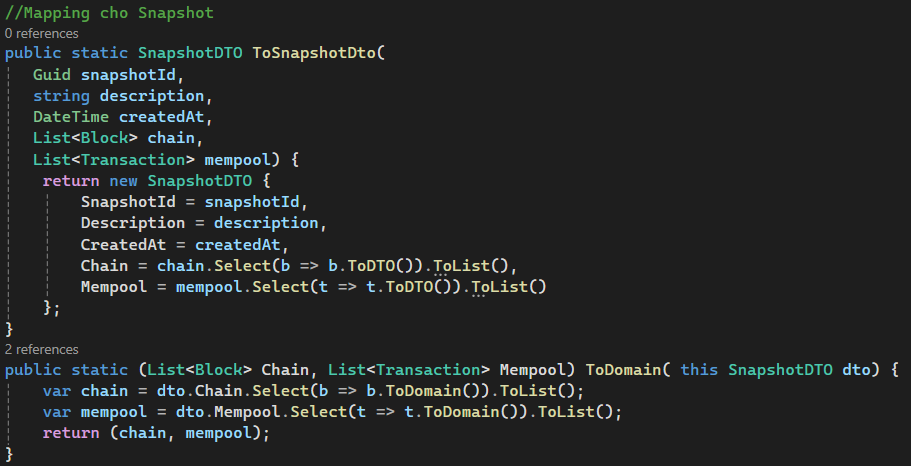 //Mapping cho Snapshot
0 references
public static SnapshotDTO ToSnapshotDto(
    Guid snapshotId,
    string description,
    DateTime createdAt,
    List<Block> chain,
    List<Transaction> mempool) {
    return new SnapshotDTO {
        SnapshotId = snapshotId,
        Description = description,
        CreatedAt = createdAt,
        Chain = chain.Select(b => b.ToDTO()).ToList(),
        Mempool = mempool.Select(t => t.ToDTO()).ToList()
    };
}
2 references
public static (List<Block> Chain, List<Transaction> Mempool) ToDomain( this SnapshotDTO dto) {
    var chain = dto.Chain.Select(b => b.ToDomain()).ToList();
    var mempool = dto.Mempool.Select(t => t.ToDomain()).ToList();
    return (chain, mempool);
}